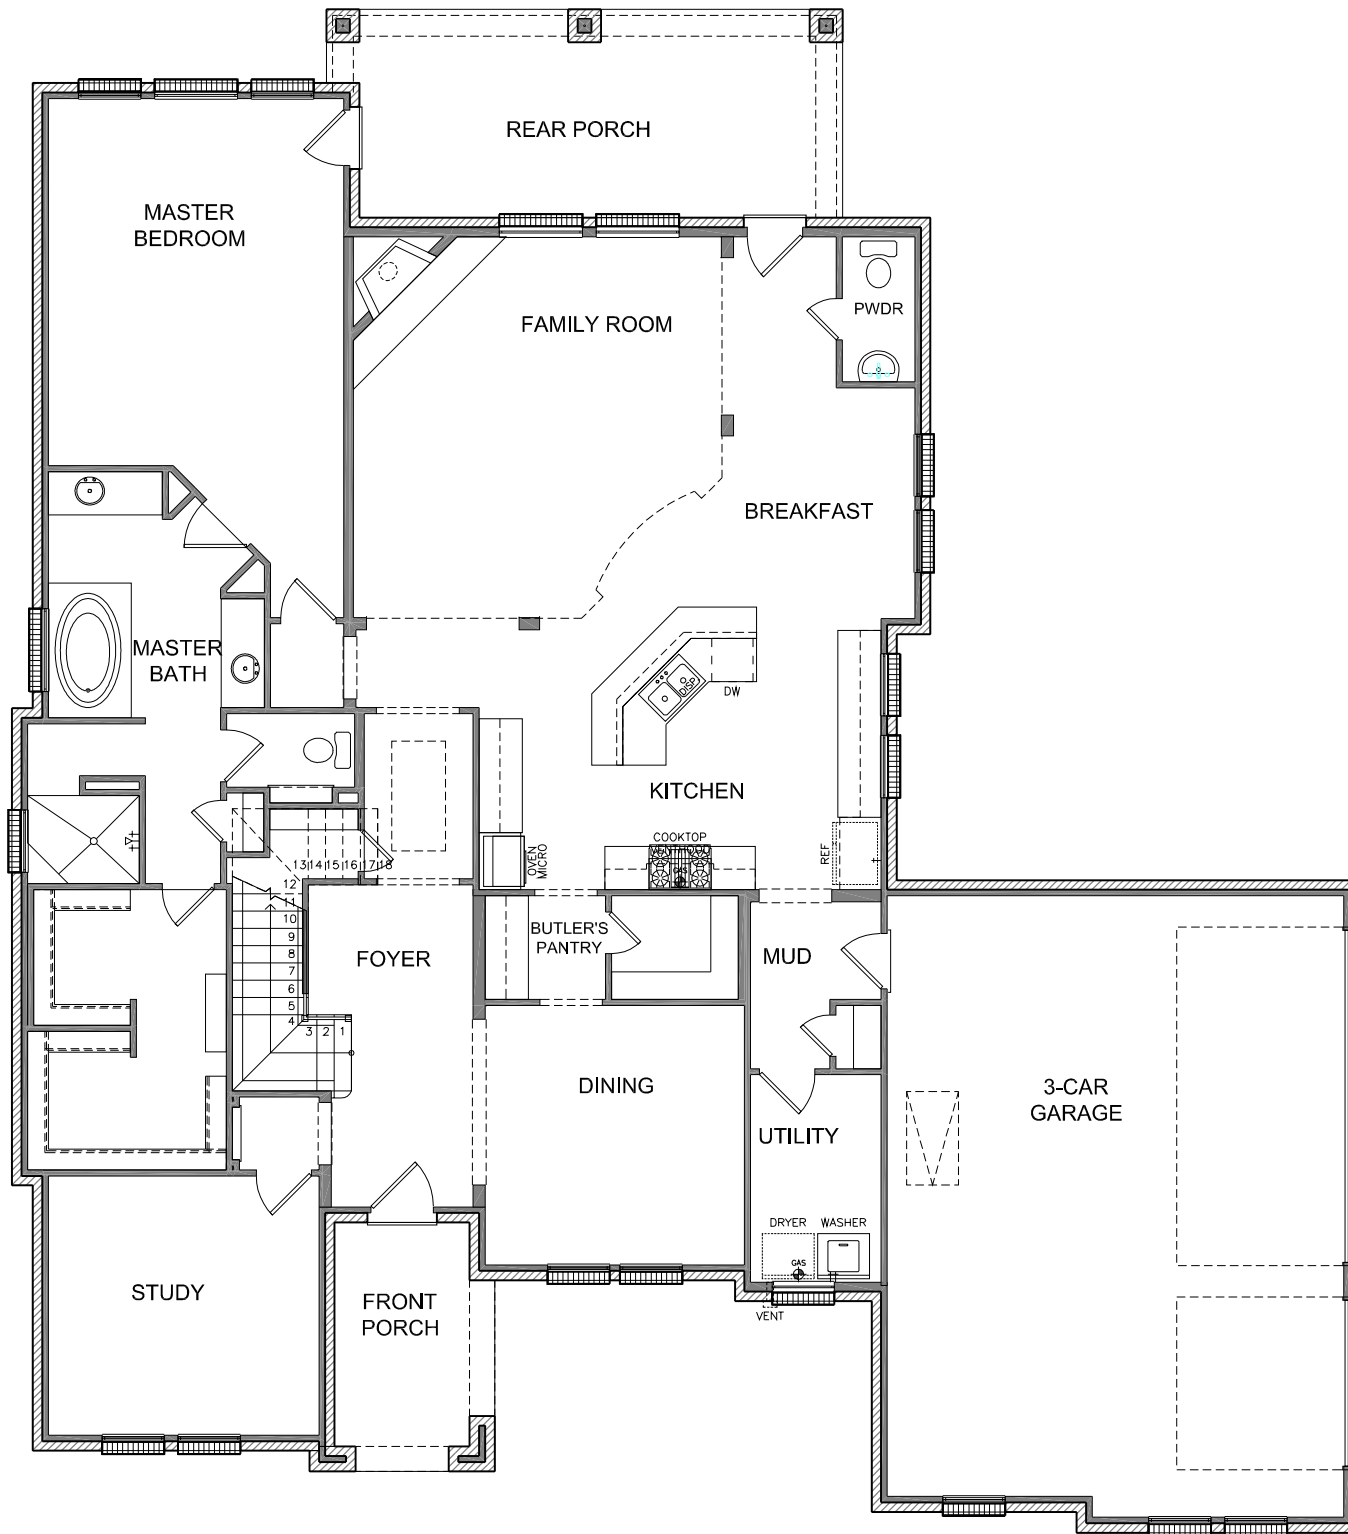 REAR PORCH
MASTER
BEDROOM
FAMILY ROOM
PWDR
BREAKFAST
MASTER
BATH
DISP
DW
KITCHEN
COOKTOP
GAS
OVEN
MICRO
REF
13 14 15 16 17 18
12
11
10
9
8
7
6
5
4
3 2 1
FOYER
BUTLER'S
PANTRY
MUD
DINING
3-CAR
GARAGE
UTILITY
DRYER WASHER
GAS
VENT
STUDY
FRONT
PORCH